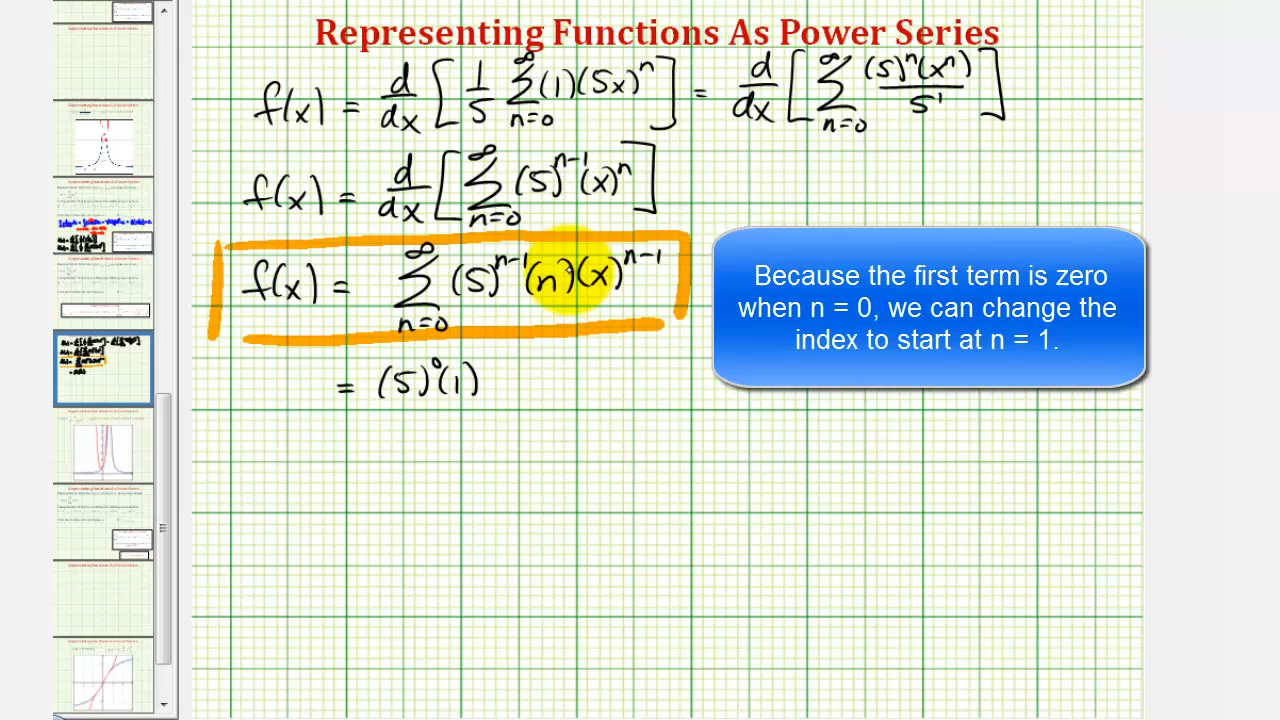 Representing Functions As Power Series
f(x) = d/dx [ 1/5 ∑_{n=0}^{∞} (1)(5x)^n ] = d/dx [ ∑_{n=0}^{∞} (5)^n(x^n)/5^1 ]
f(x) = d/dx [ ∑_{n=0}^{∞} (5)^{n-1}(x)^n ]
f(x) = ∑_{n=0}^{∞} (5)^{n-1}(n)(x)^{n-1}
= (5)^0(1)
Because the first term is zero
when n = 0, we can change the
index to start at n = 1.